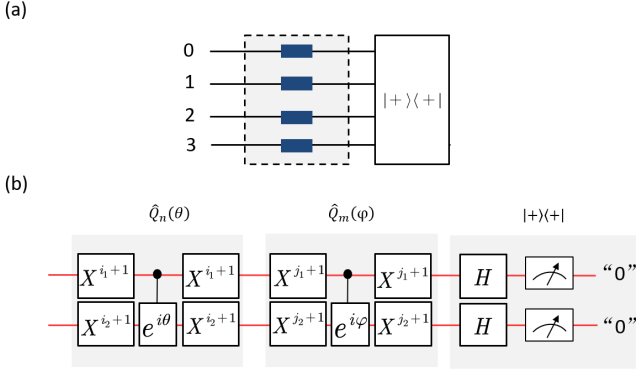 (a)
0
1
2
3
|+⟩⟨+|
(b)
Q̂ₙ(θ) Q̂ₘ(φ) |+⟩⟨+|
X^{i₁+1} X^{i₁+1} X^{j₁+1} X^{j₁+1} H “0”
X^{i₂+1} e^{iθ} X^{i₂+1} X^{j₂+1} e^{iφ} X^{j₂+1} H “0”